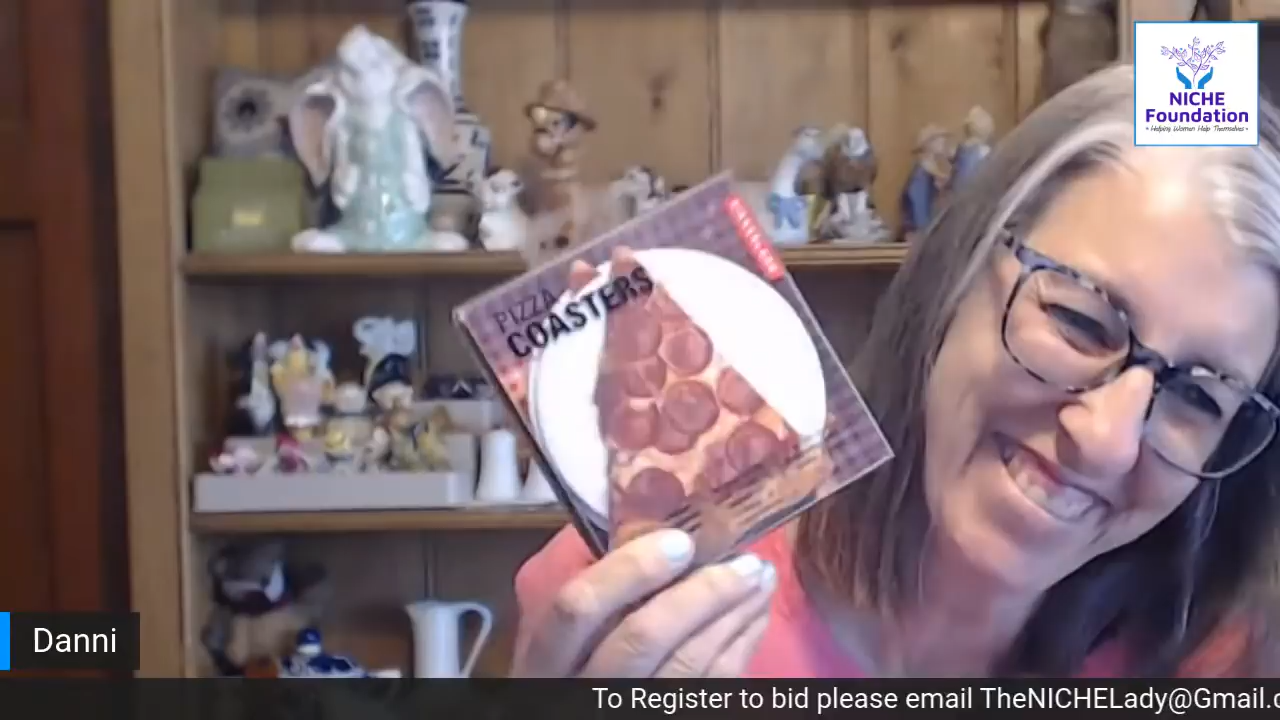 NICHE
Foundation
• Helping Women Help Themselves •
PIZZA
COASTERS
Danni
To Register to bid please email TheNICHELady@Gmail.c